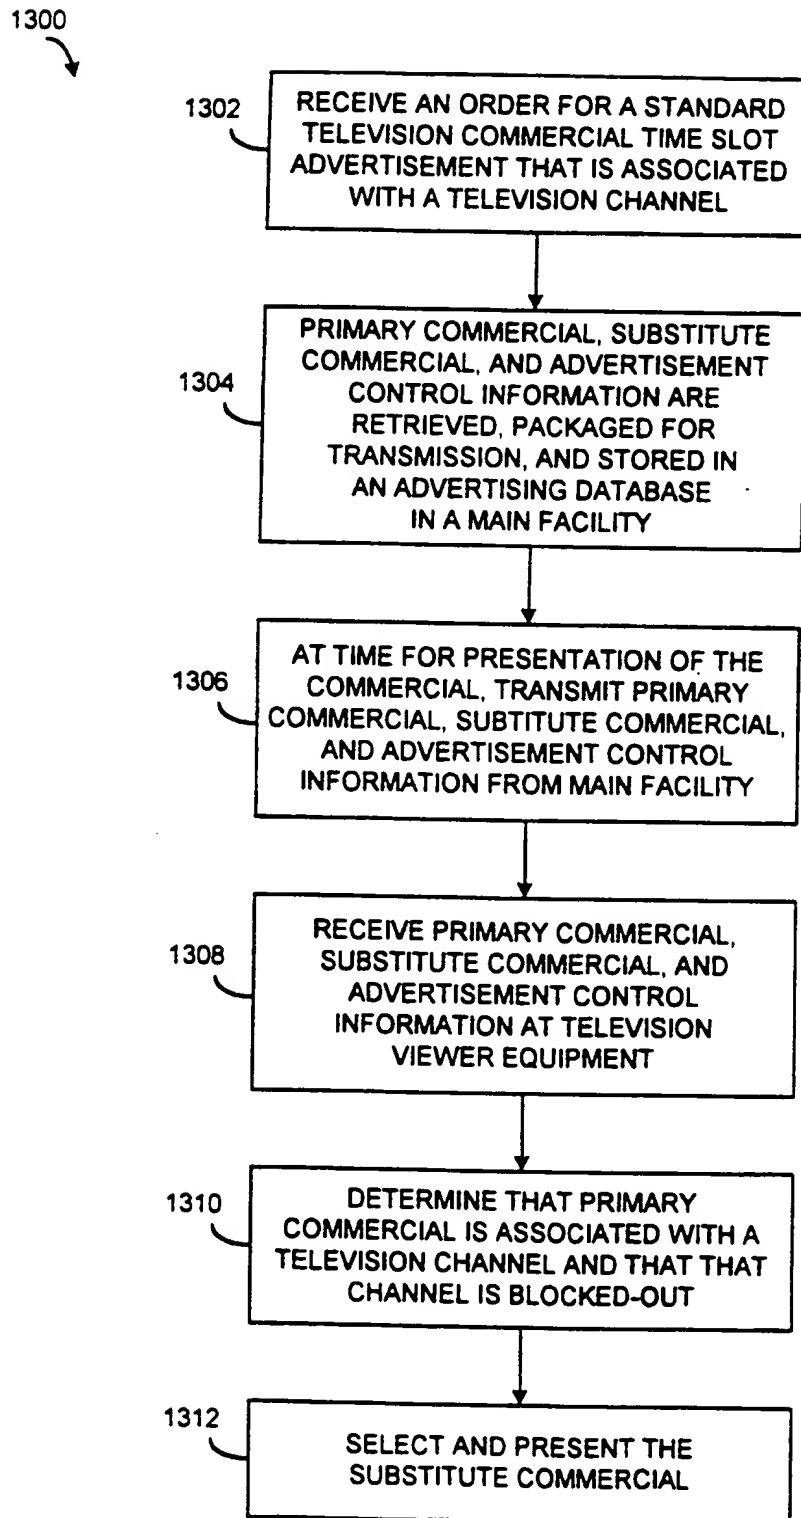 1300
1302
RECEIVE AN ORDER FOR A STANDARD
TELEVISION COMMERCIAL TIME SLOT
ADVERTISEMENT THAT IS ASSOCIATED
WITH A TELEVISION CHANNEL
1304
PRIMARY COMMERCIAL, SUBSTITUTE
COMMERCIAL, AND ADVERTISEMENT
CONTROL INFORMATION ARE
RETRIEVED, PACKAGED FOR
TRANSMISSION, AND STORED IN
AN ADVERTISING DATABASE
IN A MAIN FACILITY
1306
AT TIME FOR PRESENTATION OF THE
COMMERCIAL, TRANSMIT PRIMARY
COMMERCIAL, SUBTITUTE COMMERCIAL,
AND ADVERTISEMENT CONTROL
INFORMATION FROM MAIN FACILITY
1308
RECEIVE PRIMARY COMMERCIAL,
SUBSTITUTE COMMERCIAL, AND
ADVERTISEMENT CONTROL
INFORMATION AT TELEVISION
VIEWER EQUIPMENT
1310
DETERMINE THAT PRIMARY
COMMERCIAL IS ASSOCIATED WITH A
TELEVISION CHANNEL AND THAT THAT
CHANNEL IS BLOCKED-OUT
1312
SELECT AND PRESENT THE
SUBSTITUTE COMMERCIAL